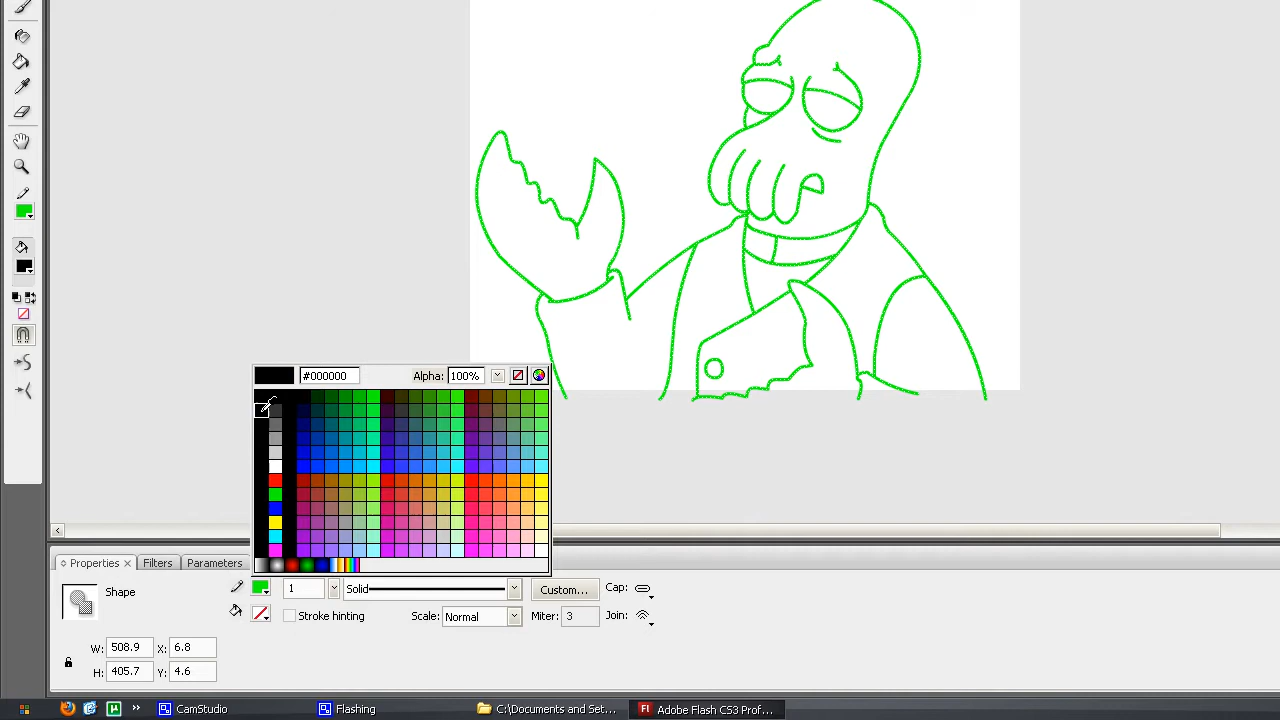 #000000 Alpha: 100%
Properties × Filters Parameters
Shape 1 Solid Custom... Cap:
Stroke hinting Scale: Normal Miter: 3 Join:
W: 508.9 X: 6.8
H: 405.7 Y: 4.6
CamStudio Flashing C:\Documents and Set... Fl Adobe Flash CS3 Prof...